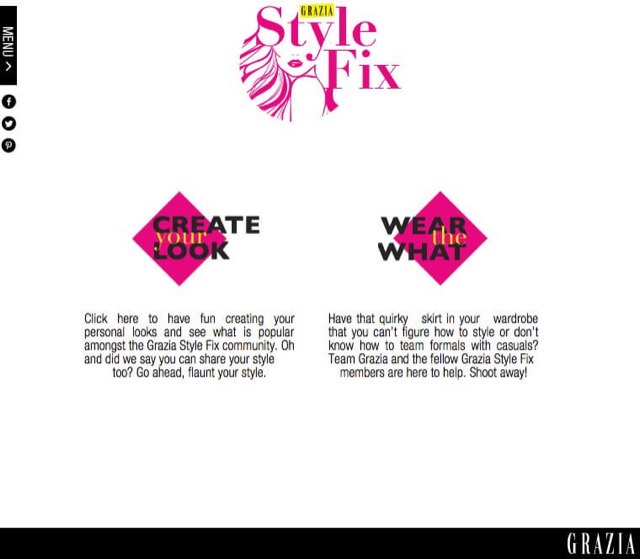 MENU
GRAZIA
Style
Fix
CREATE
your
LOOK
WEAR
the
WHAT
Click here to have fun creating your
personal looks and see what is popular
amongst the Grazia Style Fix community. Oh
and did we say you can share your style
too? Go ahead, flaunt your style.
Have that quirky skirt in your wardrobe
that you can't figure how to style or don't
know how to team formals with casuals?
Team Grazia and the fellow Grazia Style Fix
members are here to help. Shoot away!
GRAZIA